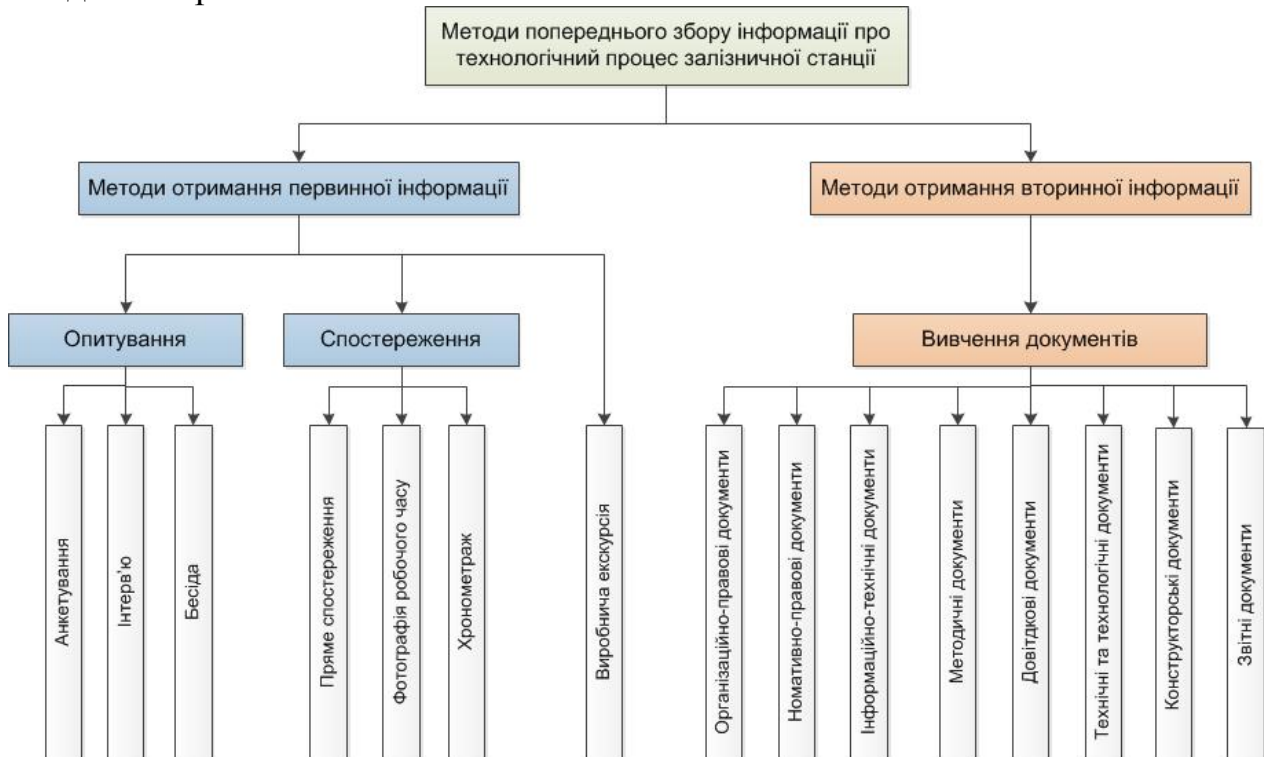 Методи попереднього збору інформації про
технологічний процес залізничної станції
Методи отримання первинної інформації
Методи отримання вторинної інформації
Опитування
Спостереження
Вивчення документів
Анкетування
Інтерв'ю
Бесіда
Пряме спостереження
Фотографія робочого часу
Хронометраж
Виробнича екскурсія
Організаційно-правові документи
Номативно-правові документи
Інформаційно-технічні документи
Методичні документи
Довітдкові документи
Технічні та технологічні документи
Конструкторські документи
Звітні документи